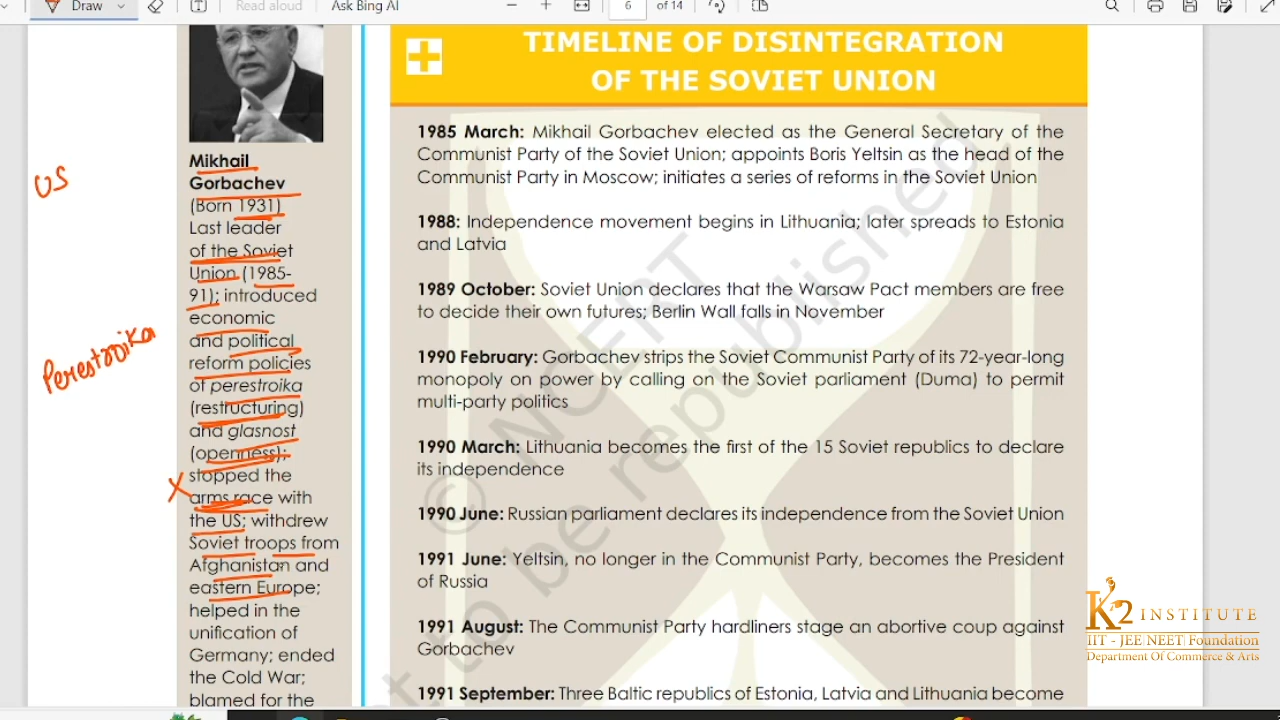 Draw
Read aloud
Ask Bing AI
6
of 14
US
Perestroika
Mikhail
Gorbachev
(Born 1931)
Last leader
of the Soviet
Union (1985-
91); introduced
economic
and political
reform policies
of perestroika
(restructuring)
and glasnost
(openness);
stopped the
X
arms race with
the US; withdrew
Soviet troops from
Afghanistan and
eastern Europe;
helped in the
unification of
Germany; ended
the Cold War;
blamed for the
TIMELINE OF DISINTEGRATION
OF THE SOVIET UNION
1985 March: Mikhail Gorbachev elected as the General Secretary of the
Communist Party of the Soviet Union; appoints Boris Yeltsin as the head of the
Communist Party in Moscow; initiates a series of reforms in the Soviet Union
1988: Independence movement begins in Lithuania; later spreads to Estonia
and Latvia
1989 October: Soviet Union declares that the Warsaw Pact members are free
to decide their own futures; Berlin Wall falls in November
1990 February: Gorbachev strips the Soviet Communist Party of its 72-year-long
monopoly on power by calling on the Soviet parliament (Duma) to permit
multi-party politics
1990 March: Lithuania becomes the first of the 15 Soviet republics to declare
its independence
1990 June: Russian parliament declares its independence from the Soviet Union
1991 June: Yeltsin, no longer in the Communist Party, becomes the President
of Russia
1991 August: The Communist Party hardliners stage an abortive coup against
Gorbachev
1991 September: Three Baltic republics of Estonia, Latvia and Lithuania become
© NCERT
not to be republished
K2 INSTITUTE
IIT - JEE|NEET|Foundation
Department Of Commerce & Arts